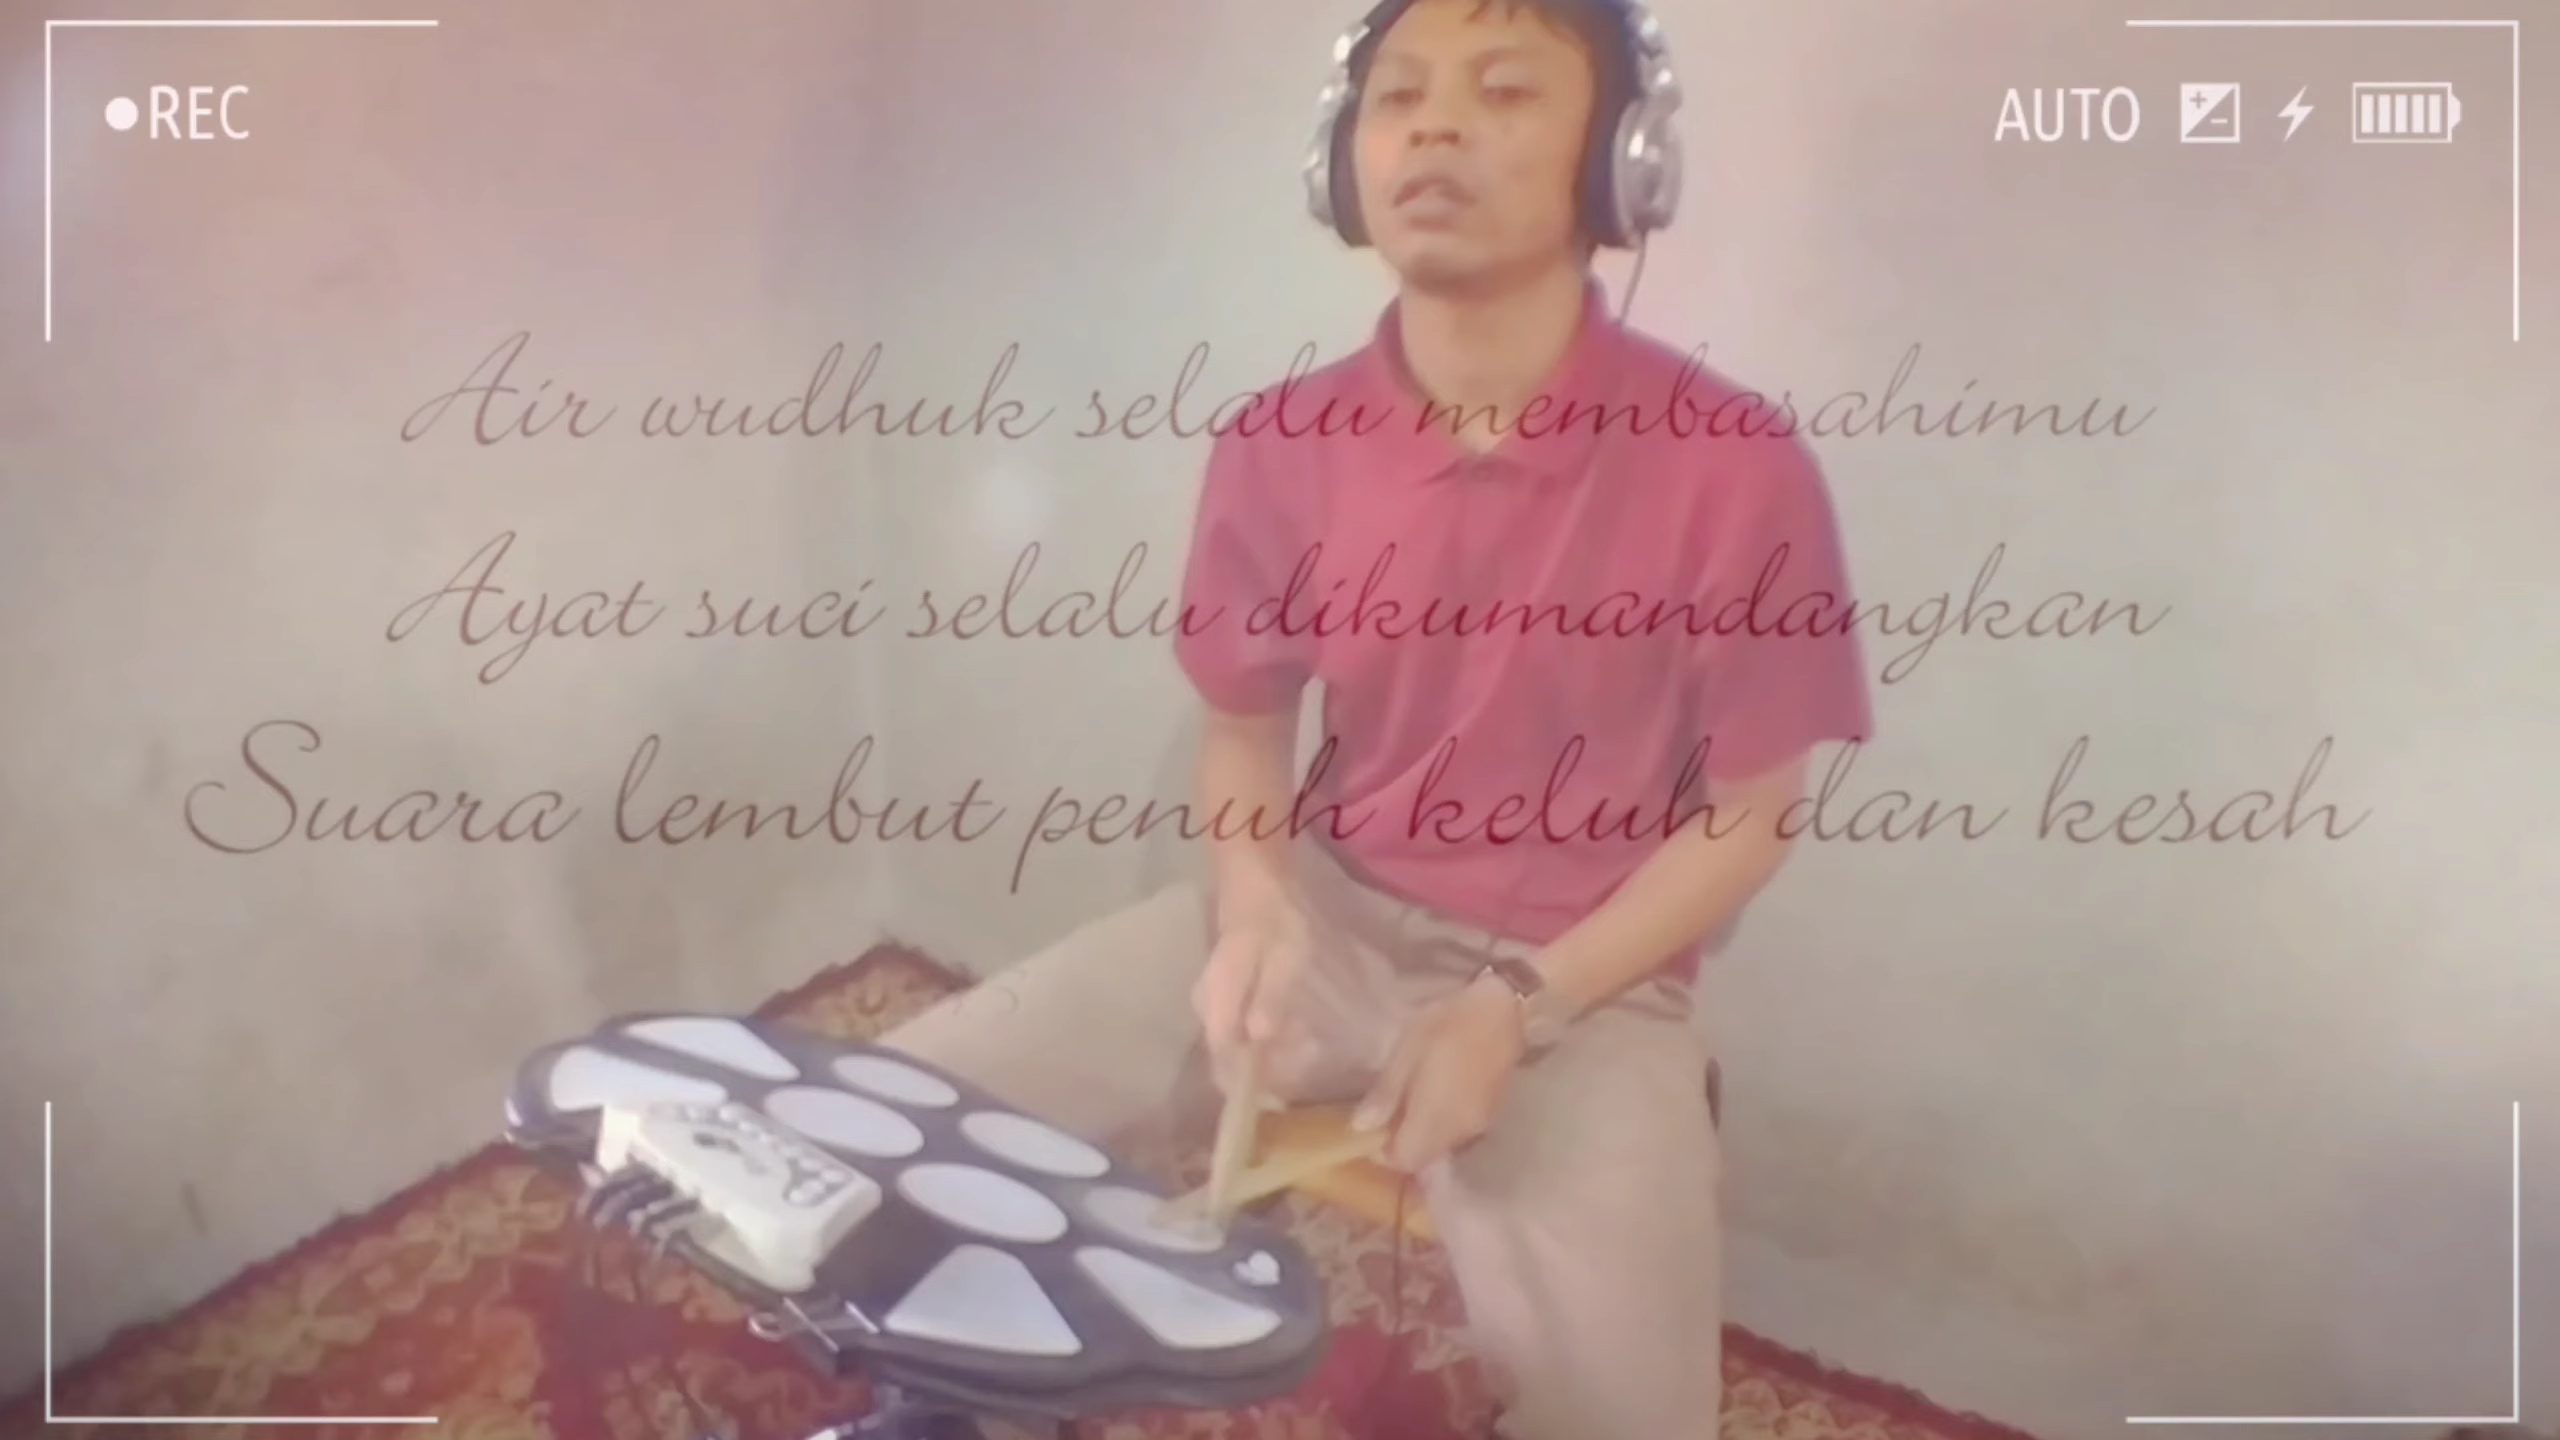 REC
AUTO
Air wudhuk selalu membasahimu
Ayat suci selalu dikumandangkan
Suara lembut penuh keluh dan kesah